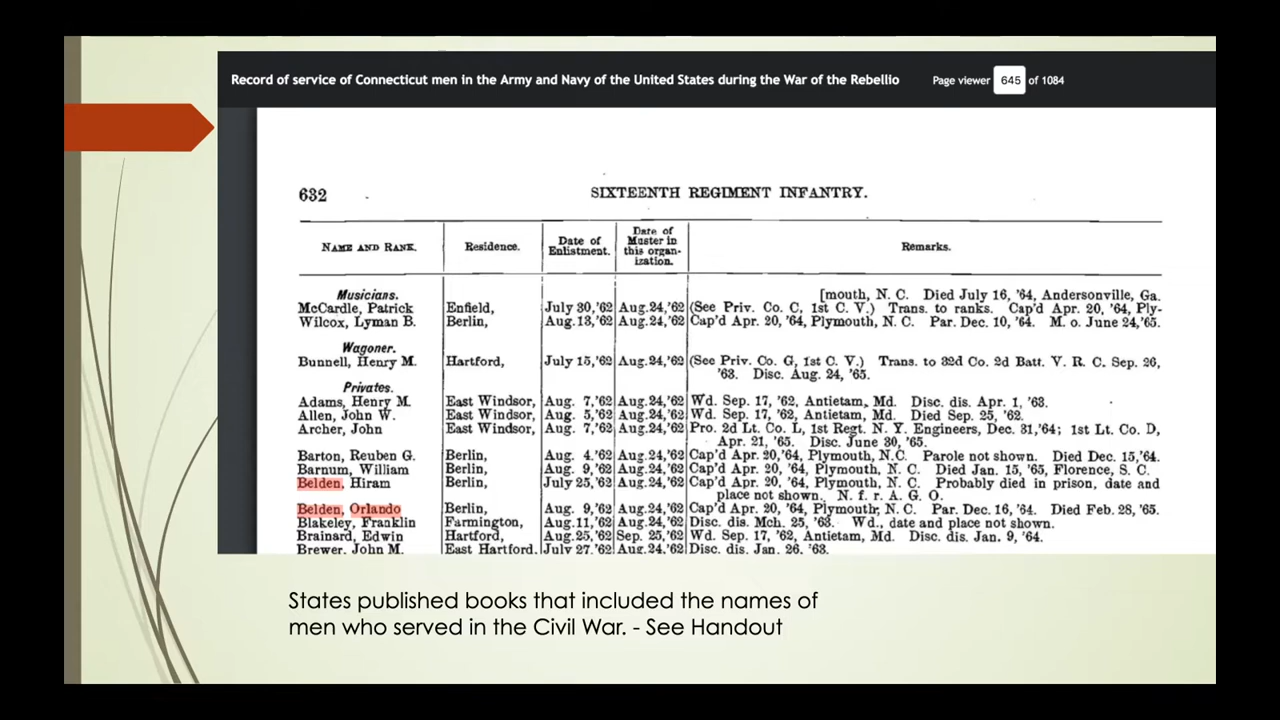 Record of service of Connecticut men in the Army and Navy of the United States during the War of the Rebellio Page viewer 645 of 1084
632 SIXTEENTH REGIMENT INFANTRY.
NAME AND RANK. Residence. Date of Enlistment. Date of Muster in this organ-ization. Remarks.
Musicians. [mouth, N. C. Died July 16, '64, Andersonville, Ga.
McCardle, Patrick Enfield, July 30,'62 Aug.24,'62 (See Priv. Co. C, 1st C. V.) Trans. to ranks. Cap'd Apr. 20, '64, Ply-
Wilcox, Lyman B. Berlin, Aug.13,'62 Aug.24,'62 Cap'd Apr. 20, '64, Plymouth, N. C. Par. Dec. 10, '64. M. o. June 24,'65.
Wagoner.
Bunnell, Henry M. Hartford, July 15,'62 Aug.24,'62 (See Priv. Co. G, 1st C. V.) Trans. to 32d Co. 2d Batt. V. R. C. Sep. 26,
'63. Disc. Aug. 24, '65.
Privates.
Adams, Henry M. East Windsor, Aug. 7,'62 Aug.24,'62 Wd. Sep. 17, '62, Antietam, Md. Disc. dis. Apr. 1, '63.
Allen, John W. East Windsor, Aug. 5,'62 Aug.24,'62 Wd. Sep. 17, '62, Antietam, Md. Died Sep. 25, '62.
Archer, John East Windsor, Aug. 7,'62 Aug.24,'62 Pro. 2d Lt. Co. L, 1st Regt. N. Y. Engineers, Dec. 31,'64; 1st Lt. Co. D,
Apr. 21, '65. Disc. June 30, '65.
Barton, Reuben G. Berlin, Aug. 4.'62 Aug.24,'62 Cap'd Apr. 20,'64, Plymouth, N.C. Parole not shown. Died Dec. 15,'64.
Barnum, William Berlin, Aug. 9,'62 Aug.24,'62 Cap'd Apr. 20, '64, Plymouth, N. C. Died Jan. 15, '65, Florence, S. C.
Belden, Hiram Berlin, July 25,'62 Aug.24,'62 Cap'd Apr. 20, '64, Plymouth, N. C. Probably died in prison, date and
place not shown. N. f. r. A. G. O.
Belden, Orlando Berlin, Aug. 9,'62 Aug.24,'62 Cap'd Apr. 20, '64, Plymouth, N. C. Par. Dec. 16, '64. Died Feb. 28, '65.
Blakeley, Franklin Farmington, Aug.11,'62 Aug.24,'62 Disc. dis. Mch. 25, '63. Wd., date and place not shown.
Brainard, Edwin Hartford, Aug.25,'62 Sep. 25,'62 Wd. Sep. 17, '62, Antietam, Md. Disc. dis. Jan. 9, '64.
Brewer, John M. East Hartford, July 27,'62 Aug.24,'62 Disc. dis. Jan. 26, '63.
States published books that included the names of
men who served in the Civil War. - See Handout